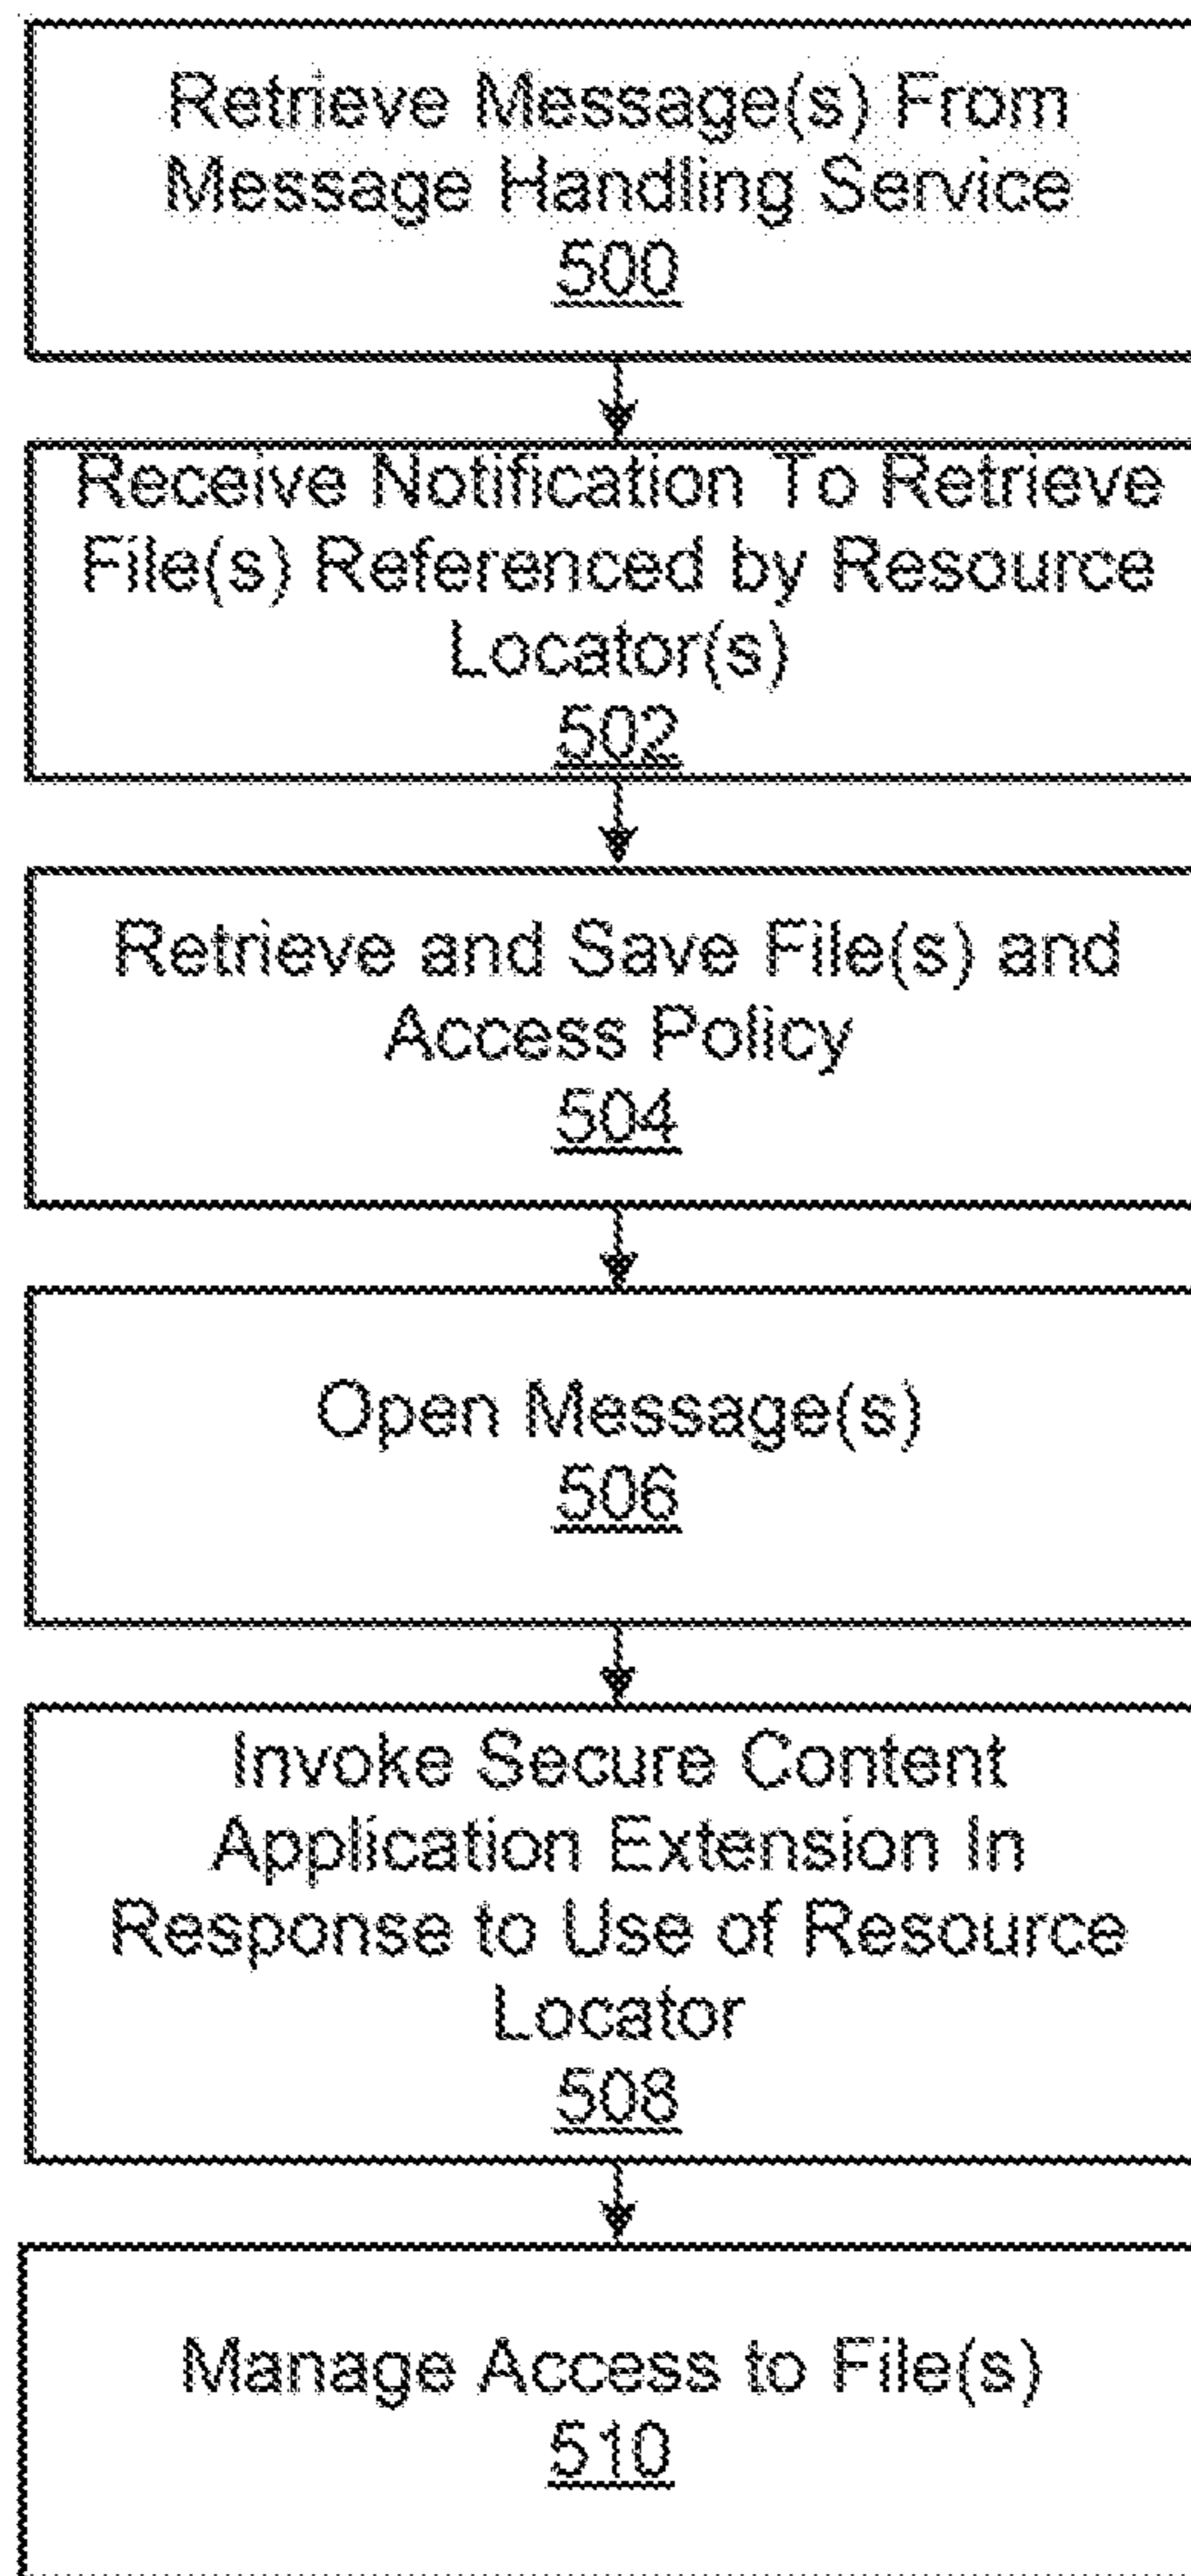 Retrieve Message(s) From
Message Handling Service
500
Receive Notification To Retrieve
File(s) Referenced by Resource
Locator(s)
502
Retrieve and Save File(s) and
Access Policy
504
Open Message(s)
506
Invoke Secure Content
Application Extension In
Response to Use of Resource
Locator
508
Manage Access to File(s)
510